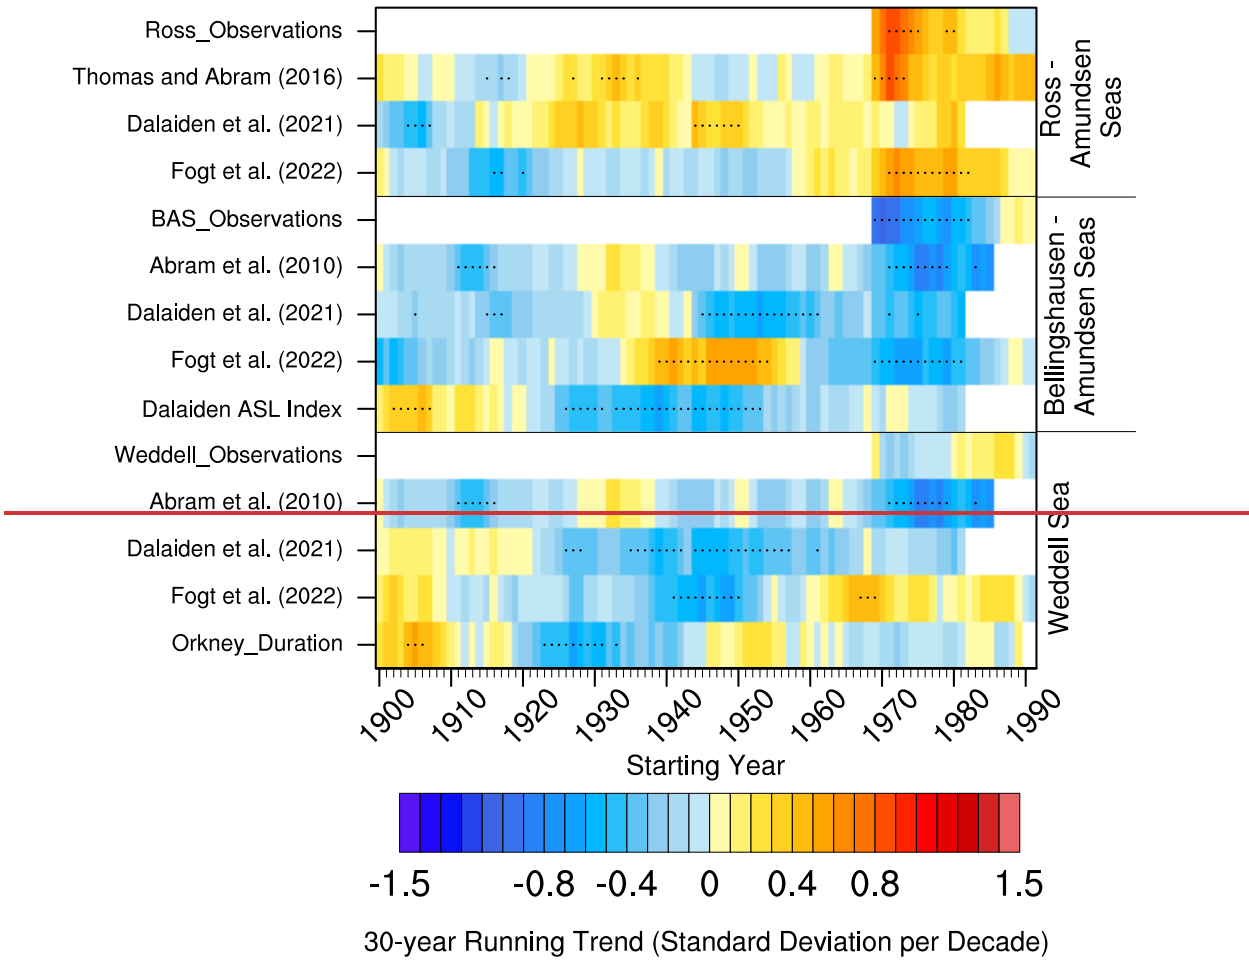 Ross_Observations
Thomas and Abram (2016)
Dalaiden et al. (2021)
Fogt et al. (2022)
BAS_Observations
Abram et al. (2010)
Dalaiden et al. (2021)
Fogt et al. (2022)
Dalaiden ASL Index
Weddell_Observations
Abram et al. (2010)
Dalaiden et al. (2021)
Fogt et al. (2022)
Orkney_Duration
Ross -
Amundsen
Seas
Bellingshausen -
Amundsen Seas
Weddell Sea
1900 1910 1920 1930 1940 1950 1960 1970 1980 1990
Starting Year
-1.5 -0.8 -0.4 0 0.4 0.8 1.5
30-year Running Trend (Standard Deviation per Decade)